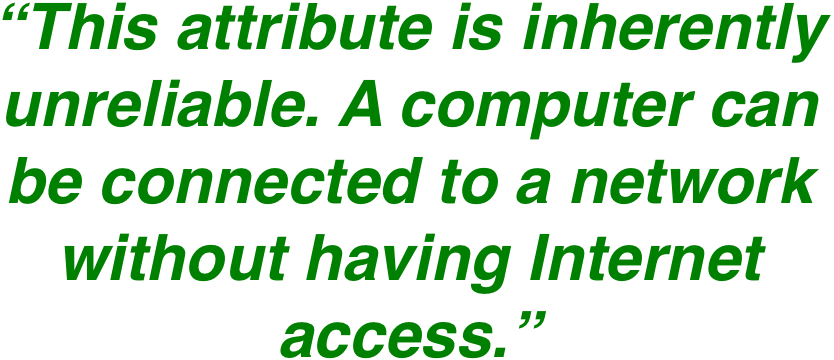 “This attribute is inherently
unreliable. A computer can
be connected to a network
without having Internet
access.”